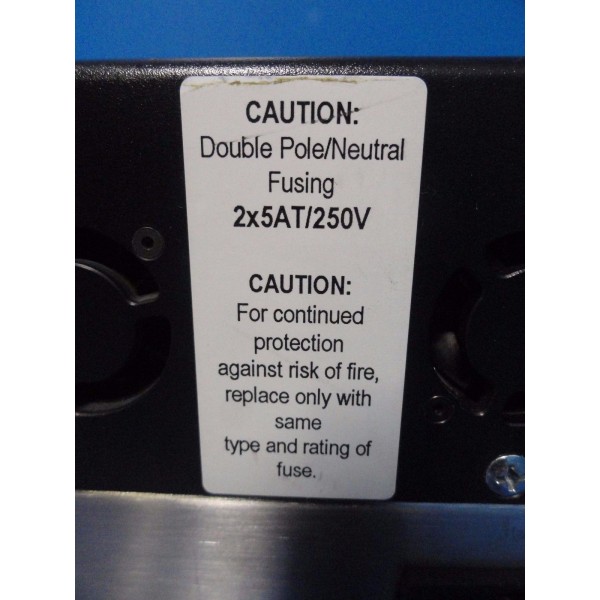 CAUTION:
Double Pole/Neutral
Fusing
2x5AT/250V
CAUTION:
For continued
protection
against risk of fire,
replace only with
same
type and rating of
fuse.